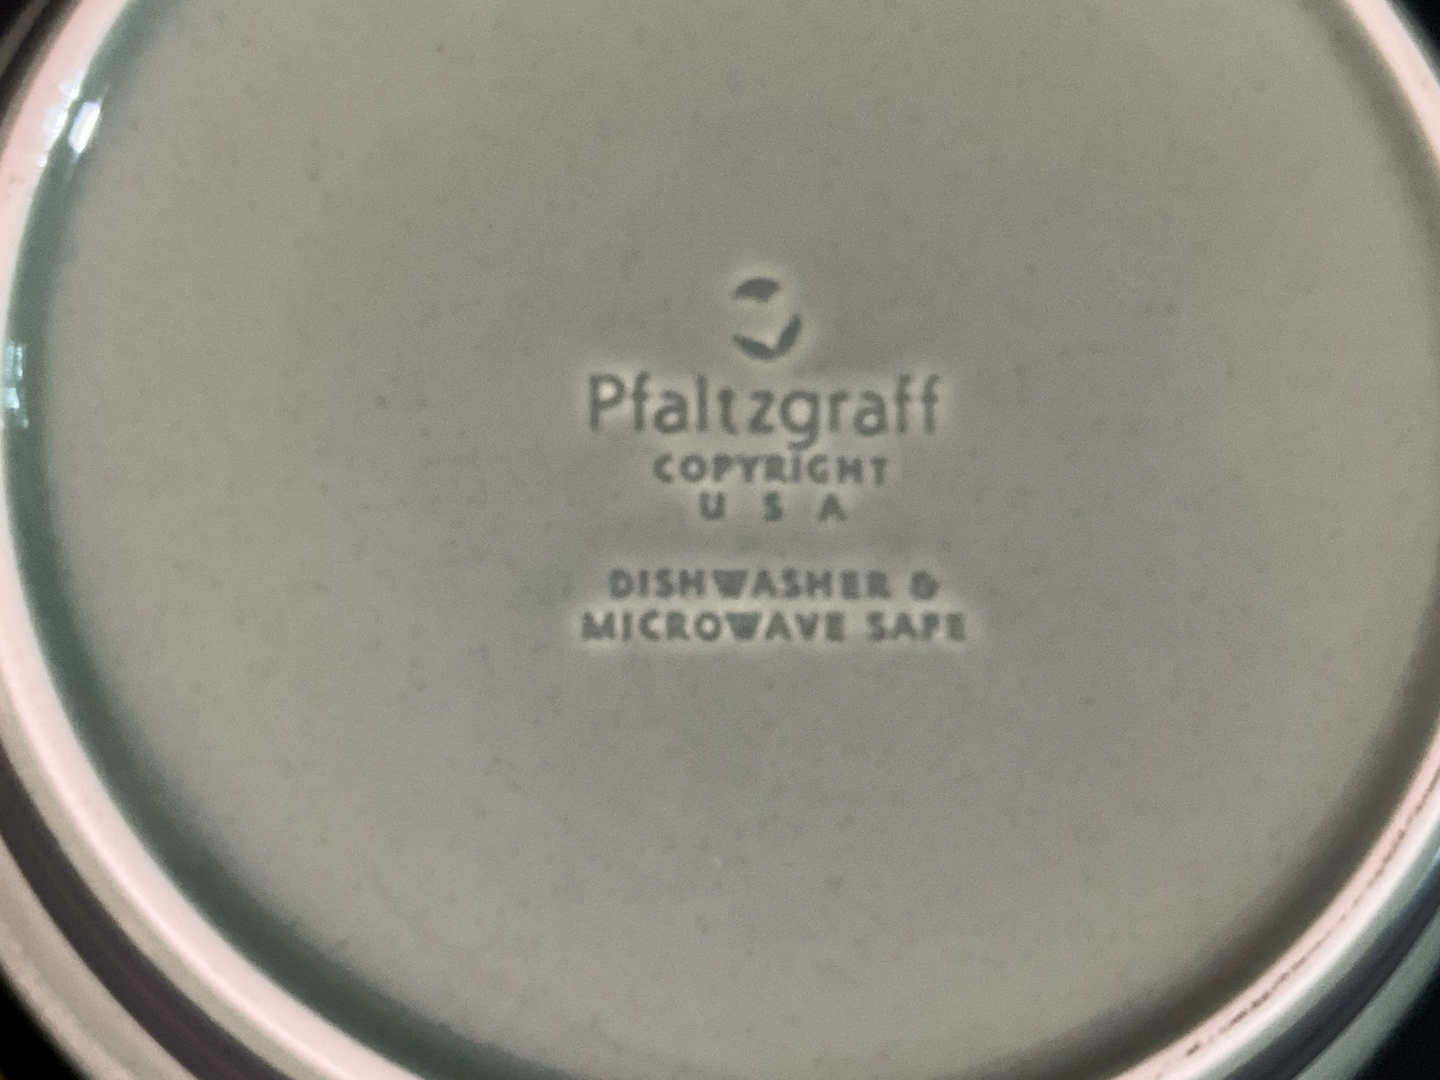 Pfaltzgraff
COPYRIGHT
U S A
DISHWASHER &
MICROWAVE SAFE